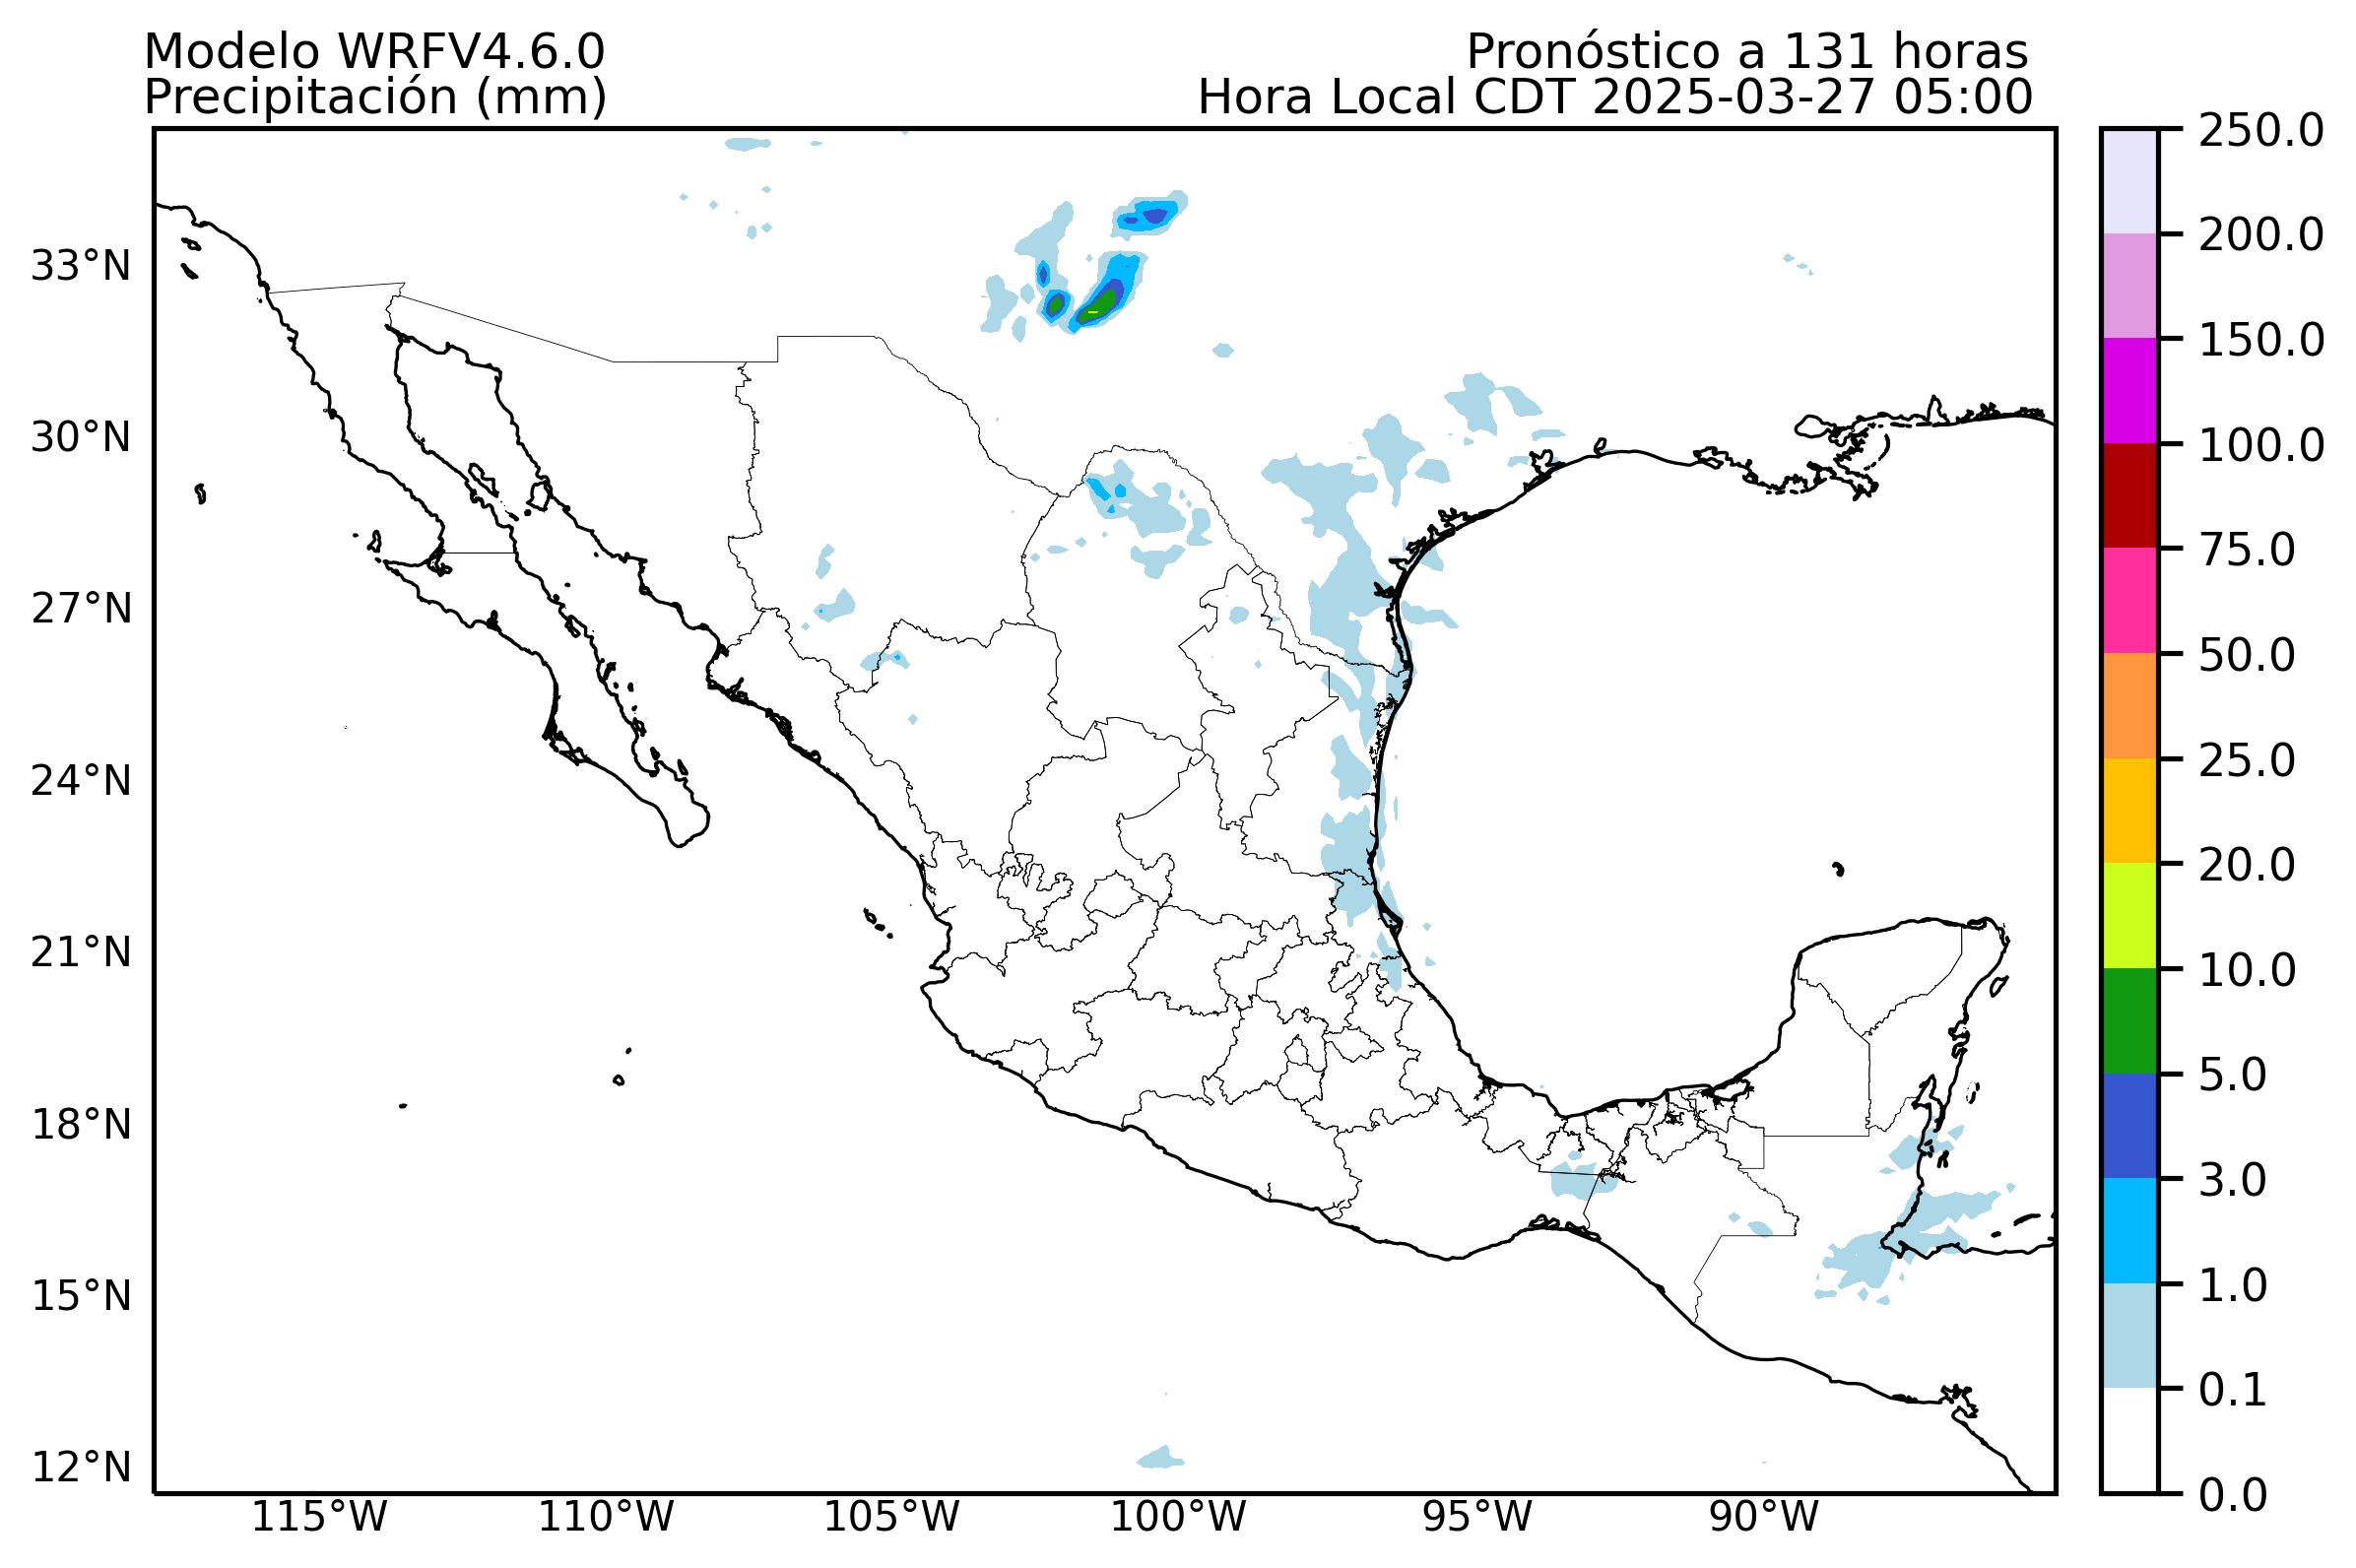 Modelo WRFV4.6.0
Pronóstico a 131 horas
Precipitación (mm)
Hora Local CDT 2025-03-27 05:00
33°N
30°N
27°N
24°N
21°N
18°N
15°N
12°N
115°W
110°W
105°W
100°W
95°W
90°W
250.0
200.0
150.0
100.0
75.0
50.0
25.0
20.0
10.0
5.0
3.0
1.0
0.1
0.0